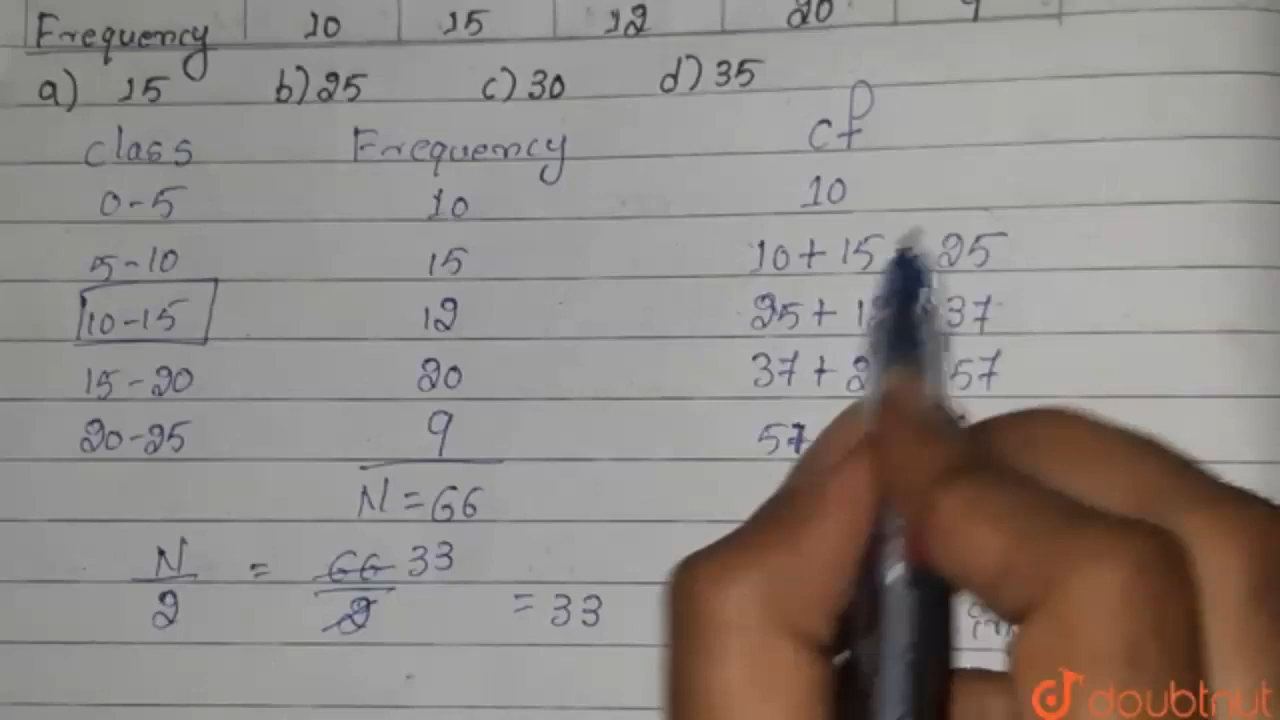 Frequency 10 15 12 20 9
a) 15 b) 25 c) 30 d) 35
class Frequency cf
0-5 10 10
5-10 15 10+15 25
10-15 12 25+ 37
15-20 20 37+ 57
20-25 9 57
N=66
N/2 = 66/2 33 =33
doubtnut